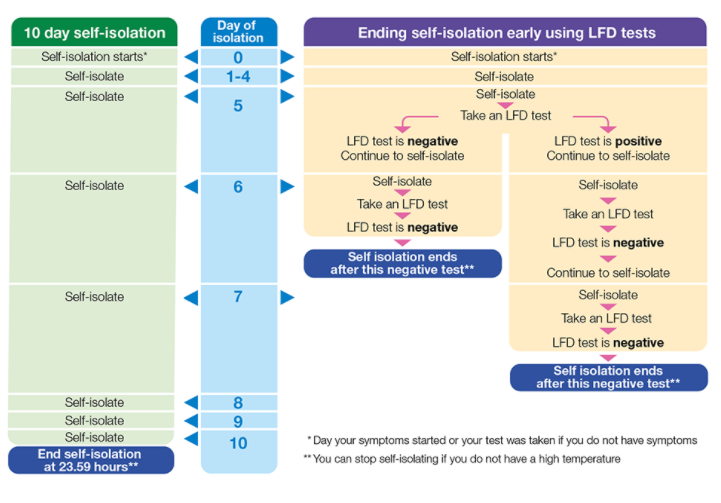 10 day self-isolation
Day of
isolation
Ending self-isolation early using LFD tests
Self-isolation starts*
0
Self-isolation starts*
Self-isolate
1-4
Self-isolate
Self-isolate
5
Self-isolate
Take an LFD test
LFD test is negative
Continue to self-isolate
LFD test is positive
Continue to self-isolate
Self-isolate
6
Self-isolate
Take an LFD test
LFD test is negative
Self isolation ends
after this negative test**
Self-isolate
Take an LFD test
LFD test is negative
Continue to self-isolate
Self-isolate
7
Self-isolate
Take an LFD test
LFD test is negative
Self isolation ends
after this negative test**
Self-isolate
8
Self-isolate
9
Self-isolate
10
End self-isolation
at 23.59 hours**
* Day your symptoms started or your test was taken if you do not have symptoms
** You can stop self-isolating if you do not have a high temperature